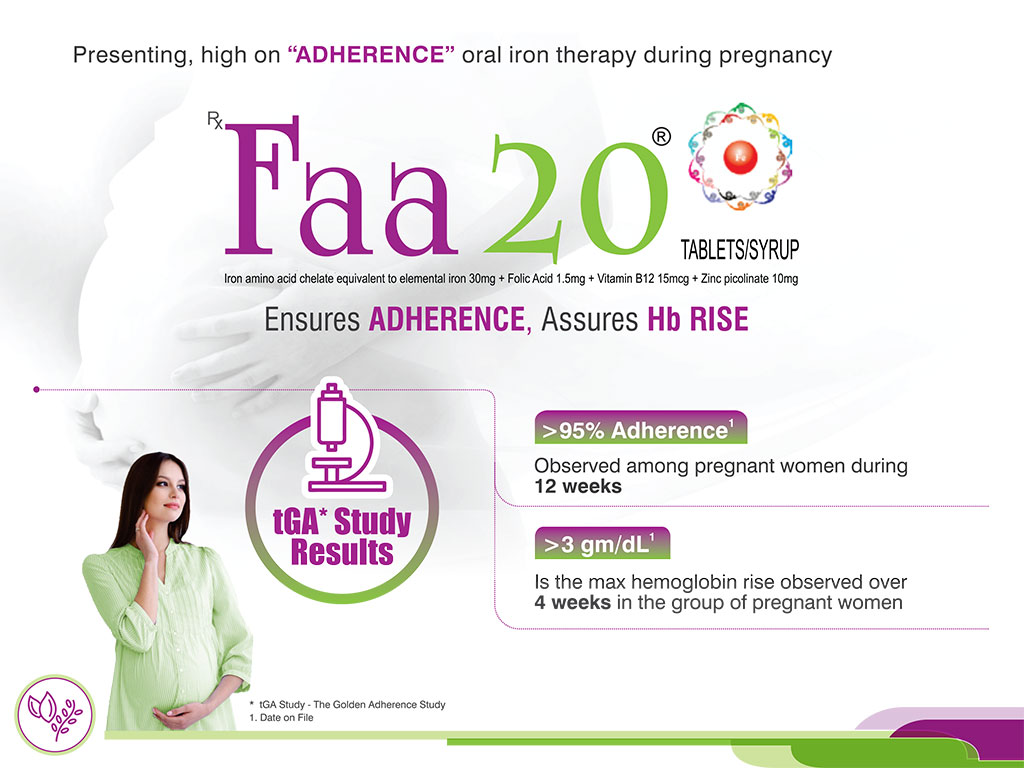 Presenting, high on “ADHERENCE” oral iron therapy during pregnancy
Rx
Faa 20®
Fe
TABLETS/SYRUP
Iron amino acid chelate equivalent to elemental iron 30mg + Folic Acid 1.5mg + Vitamin B12 15mcg + Zinc picolinate 10mg
Ensures ADHERENCE, Assures Hb RISE
tGA* Study
Results
>95% Adherence1
Observed among pregnant women during
12 weeks
>3 gm/dL1
Is the max hemoglobin rise observed over
4 weeks in the group of pregnant women
* tGA Study - The Golden Adherence Study
1. Date on File